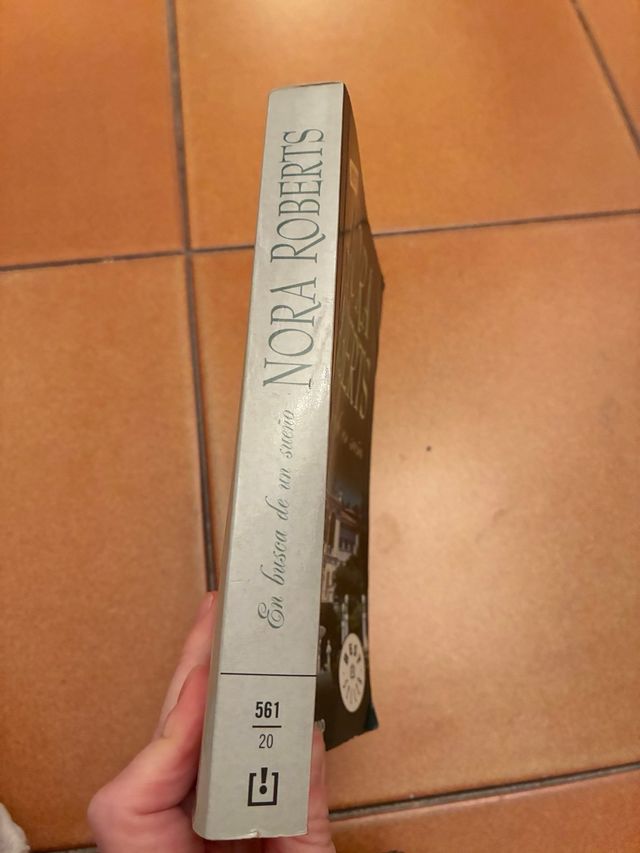 En busca de un sueño
NORA ROBERTS
561
20